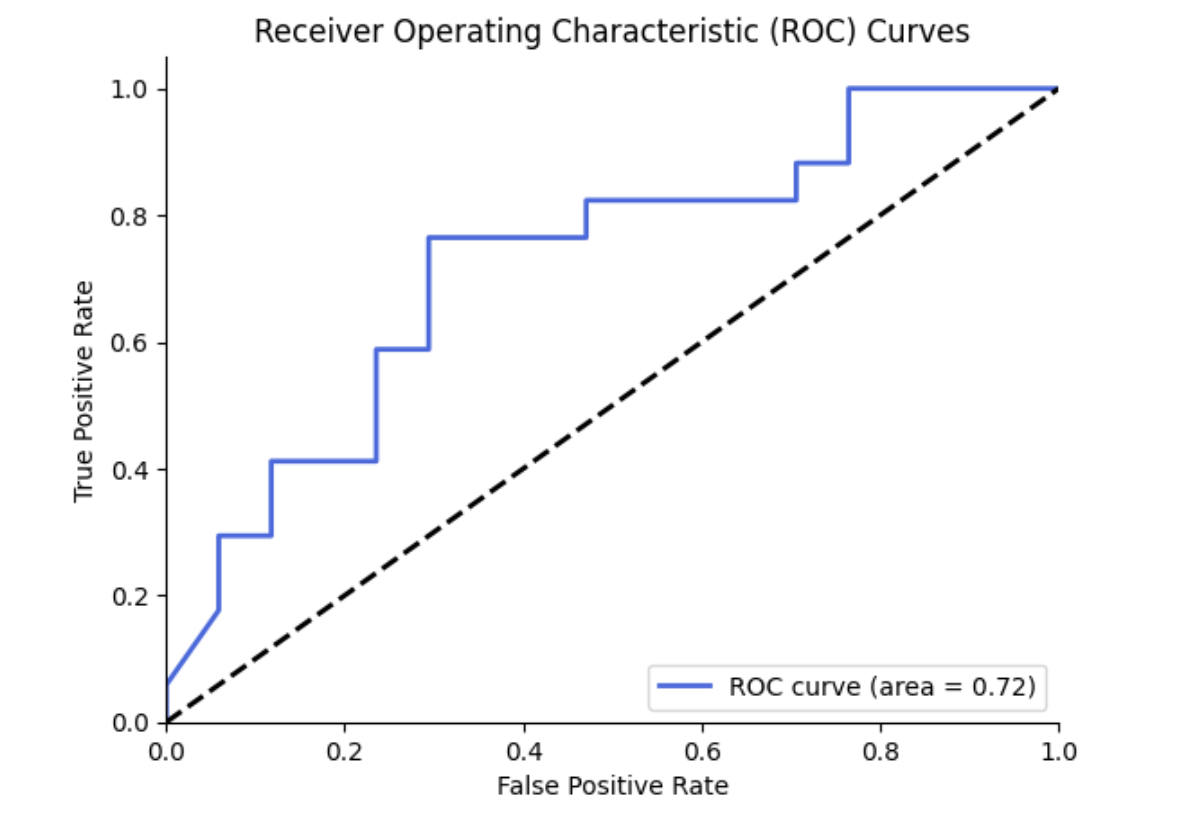 Receiver Operating Characteristic (ROC) Curves
True Positive Rate
1.0
0.8
0.6
0.4
0.2
0.0
ROC curve (area = 0.72)
0.0 0.2 0.4 0.6 0.8 1.0
False Positive Rate